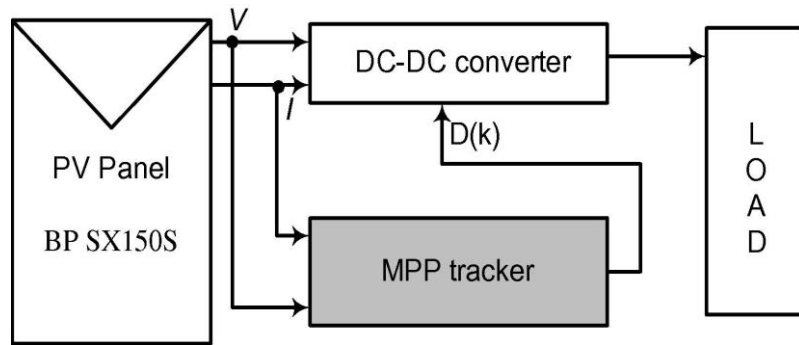 V
I
PV Panel
BP SX150S
DC-DC converter
D(k)
MPP tracker
L
O
A
D